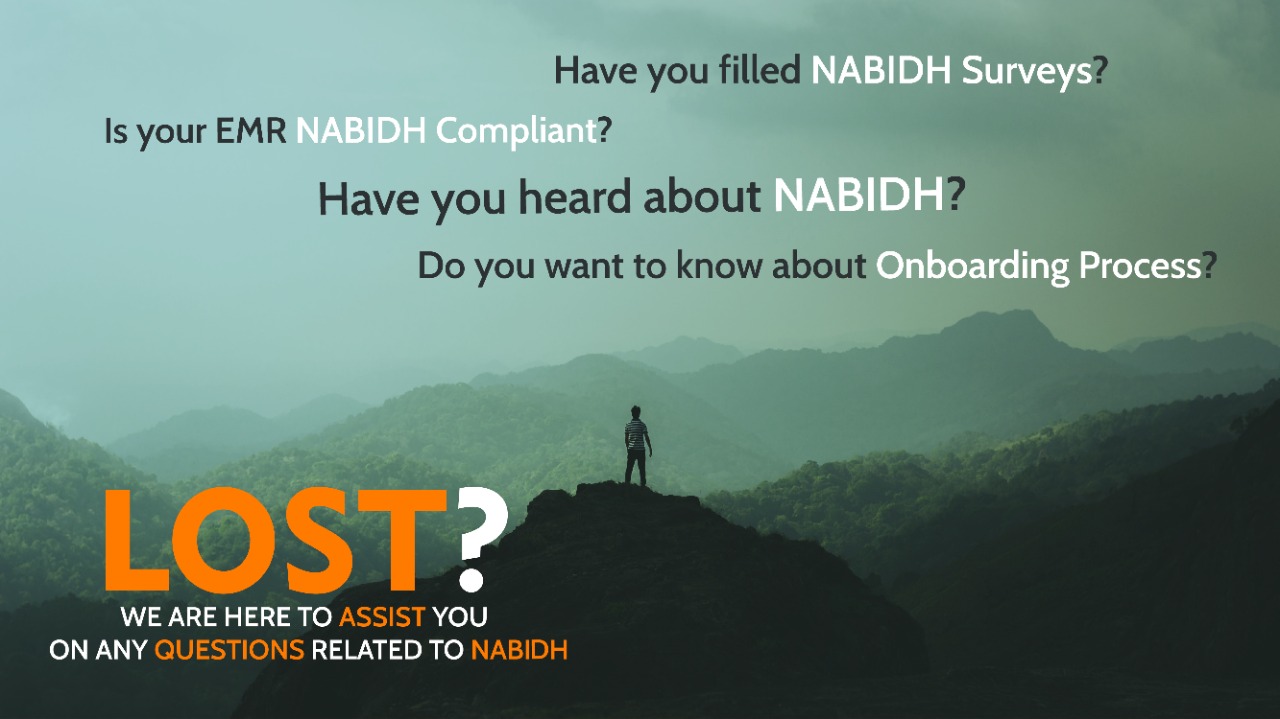 Have you filled NABIDH Surveys?
Is your EMR NABIDH Compliant?
Have you heard about NABIDH?
Do you want to know about Onboarding Process?
LOST?
WE ARE HERE TO ASSIST YOU
ON ANY QUESTIONS RELATED TO NABIDH